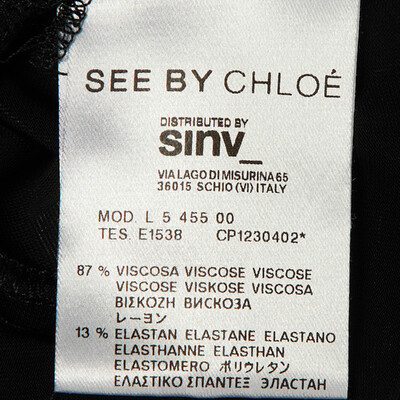 SEE BY CHLOÉ
DISTRIBUTED BY
sinv_
VIA LAGO DI MISURINA 65
36015 SCHIO (VI) ITALY
MOD. L 5 455 00
TES. E1538 CP1230402*
87 % VISCOSA VISCOSE VISCOSE
VISCOSE VISKOSE VISCOSA
ΒΙΣΚΟΖΗ ВИСКОЗА
レーヨン
13 % ELASTAN ELASTANE ELASTANO
ELASTHANNE ELASTHAN
ELASTOMERO ポリウレタン
ΕΛΑΣΤΙΚΟ ΣΠΑΝΤΕΞ ЭЛАСТАН